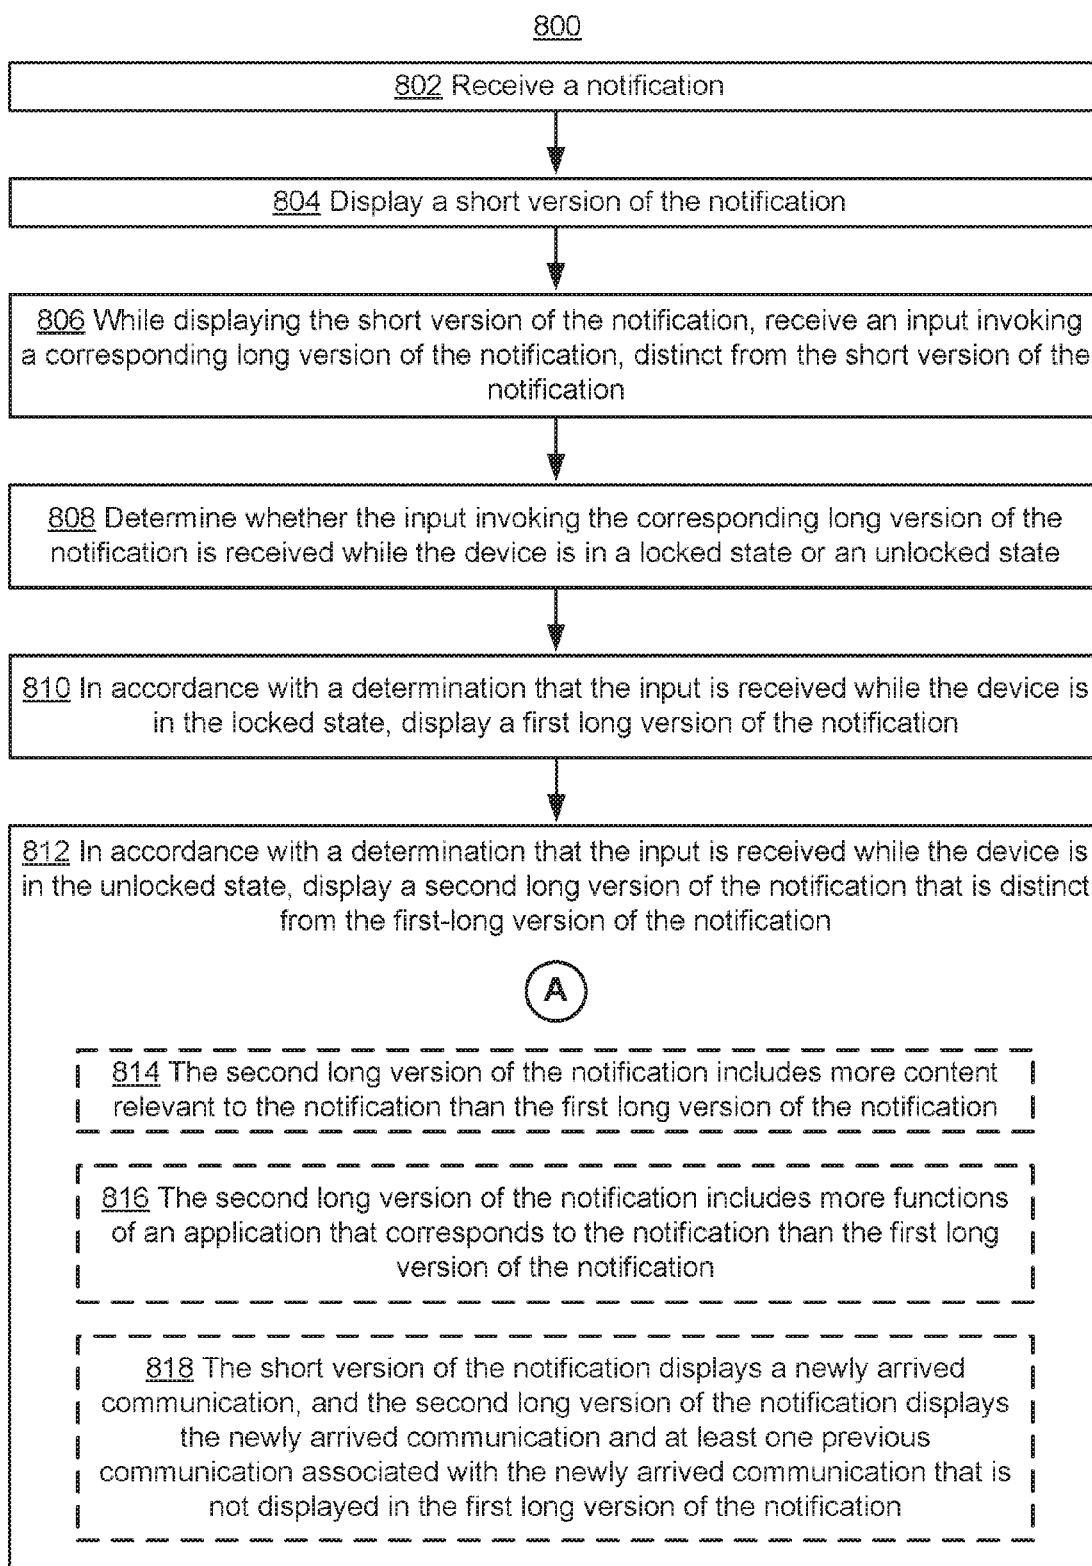 800
802 Receive a notification
804 Display a short version of the notification
806 While displaying the short version of the notification, receive an input invoking
a corresponding long version of the notification, distinct from the short version of the
notification
808 Determine whether the input invoking the corresponding long version of the
notification is received while the device is in a locked state or an unlocked state
810 In accordance with a determination that the input is received while the device is
in the locked state, display a first long version of the notification
812 In accordance with a determination that the input is received while the device is
in the unlocked state, display a second long version of the notification that is distinct
from the first-long version of the notification
A
814 The second long version of the notification includes more content
relevant to the notification than the first long version of the notification
816 The second long version of the notification includes more functions
of an application that corresponds to the notification than the first long
version of the notification
818 The short version of the notification displays a newly arrived
communication, and the second long version of the notification displays
the newly arrived communication and at least one previous
communication associated with the newly arrived communication that is
not displayed in the first long version of the notification